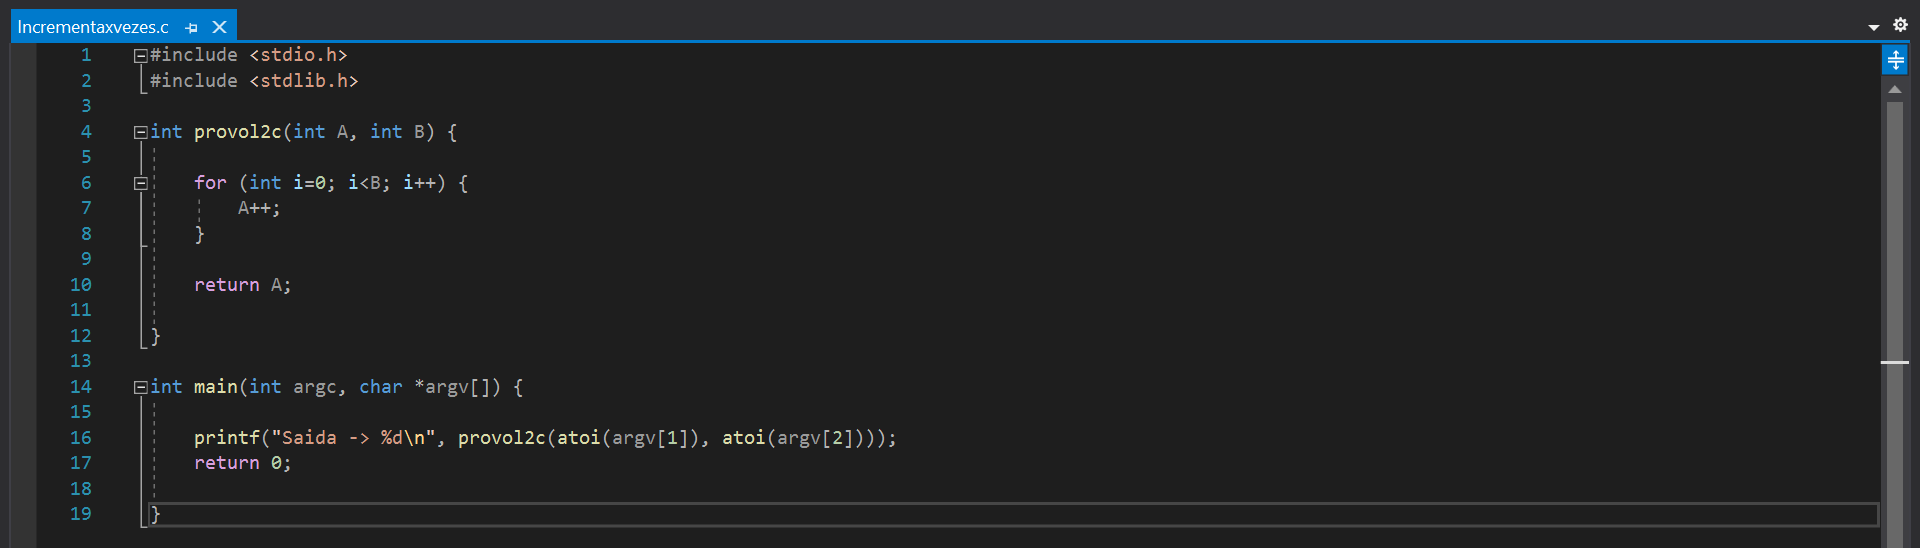 Incrementaxvezes.c
1 #include <stdio.h>
2 #include <stdlib.h>
3
4 int provol2c(int A, int B) {
5
6     for (int i=0; i<B; i++) {
7         A++;
8     }
9
10     return A;
11
12 }
13
14 int main(int argc, char *argv[]) {
15
16     printf("Saida -> %d\n", provol2c(atoi(argv[1]), atoi(argv[2])));
17     return 0;
18
19 }